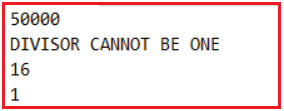 50000
DIVISOR CANNOT BE ONE
16
1